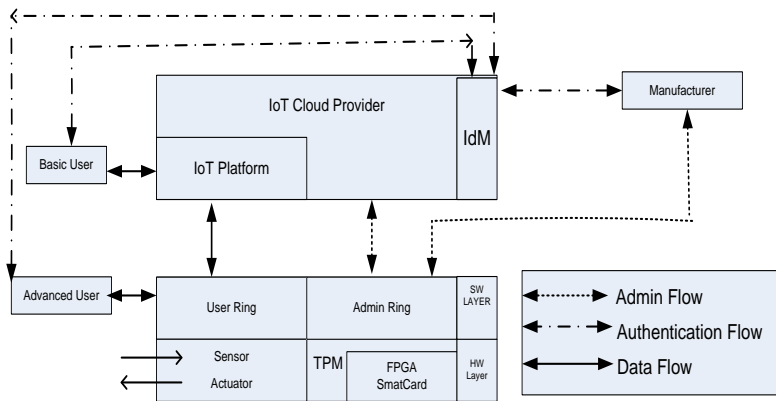 IoT Cloud Provider
IdM
Manufacturer
Basic User
IoT Platform
Advanced User
User Ring
Admin Ring
SW
LAYER
Sensor
Actuator
TPM
FPGA
SmatCard
HW
Layer
Admin Flow
Authentication Flow
Data Flow